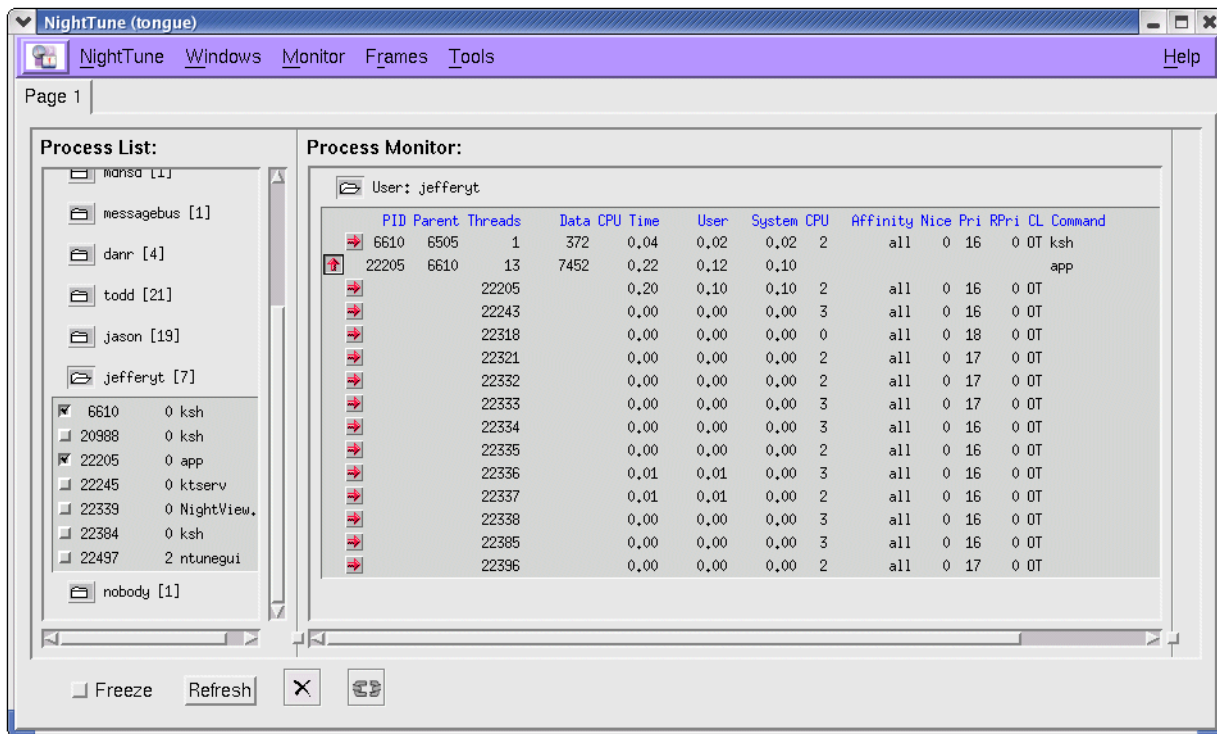 NightTune (tongue)
NightTune Windows Monitor Frames Tools Help
Page 1
Process List:
messagebus [1]
danr [4]
todd [21]
jason [19]
jefferyt [7]
6610 0 ksh
20988 0 ksh
22205 0 app
22245 0 ktserv
22339 0 NightView.
22384 0 ksh
22497 2 ntunegui
nobody [1]
Process Monitor:
User: jefferyt
PID Parent Threads Data CPU Time User System CPU Affinity Nice Pri RPri CL Command
6610 6505 1 372 0.04 0.02 0.02 2 all 0 16 0 OT ksh
22205 6610 13 7452 0.22 0.12 0.10 app
22205 0.20 0.10 0.10 2 all 0 16 0 OT
22243 0.00 0.00 0.00 3 all 0 16 0 OT
22318 0.00 0.00 0.00 0 all 0 18 0 OT
22321 0.00 0.00 0.00 2 all 0 17 0 OT
22332 0.00 0.00 0.00 2 all 0 17 0 OT
22333 0.00 0.00 0.00 3 all 0 17 0 OT
22334 0.00 0.00 0.00 3 all 0 16 0 OT
22335 0.00 0.00 0.00 2 all 0 16 0 OT
22336 0.01 0.01 0.00 3 all 0 16 0 OT
22337 0.01 0.01 0.00 2 all 0 16 0 OT
22338 0.00 0.00 0.00 3 all 0 16 0 OT
22385 0.00 0.00 0.00 3 all 0 16 0 OT
22396 0.00 0.00 0.00 2 all 0 17 0 OT
Freeze Refresh